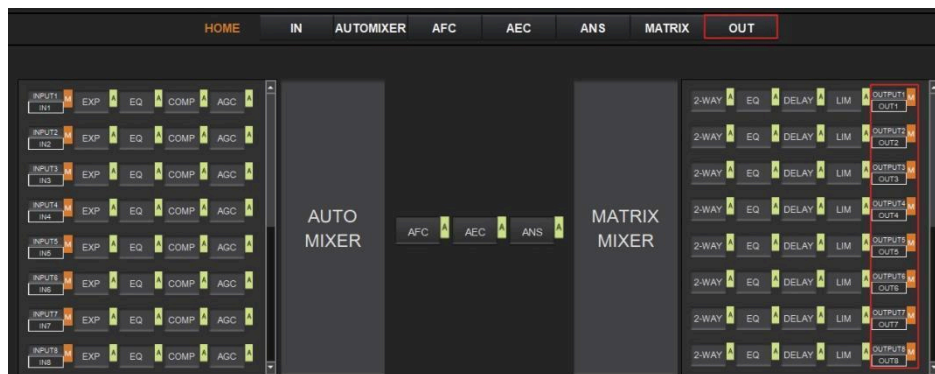 HOME IN AUTOMIXER AFC AEC ANS MATRIX OUT
INPUT1 M EXP A EQ A COMP A AGC A
IN1
INPUT2 M EXP A EQ A COMP A AGC A
IN2
INPUT3 M EXP A EQ A COMP A AGC A
IN3
INPUT4 M EXP A EQ A COMP A AGC A
IN4
INPUT5 M EXP A EQ A COMP A AGC A
IN5
INPUT6 M EXP A EQ A COMP A AGC A
IN6
INPUT7 M EXP A EQ A COMP A AGC A
IN7
INPUT8 M EXP A EQ A COMP A AGC A
IN8
AUTO
MIXER
AFC A AEC A ANS A
MATRIX
MIXER
2-WAY A EQ A DELAY A LIM A OUTPUT1 M
OUT1
2-WAY A EQ A DELAY A LIM A OUTPUT2 M
OUT2
2-WAY A EQ A DELAY A LIM A OUTPUT3 M
OUT3
2-WAY A EQ A DELAY A LIM A OUTPUT4 M
OUT4
2-WAY A EQ A DELAY A LIM A OUTPUT5 M
OUT5
2-WAY A EQ A DELAY A LIM A OUTPUT6 M
OUT6
2-WAY A EQ A DELAY A LIM A OUTPUT7 M
OUT7
2-WAY A EQ A DELAY A LIM A OUTPUT8 M
OUT8